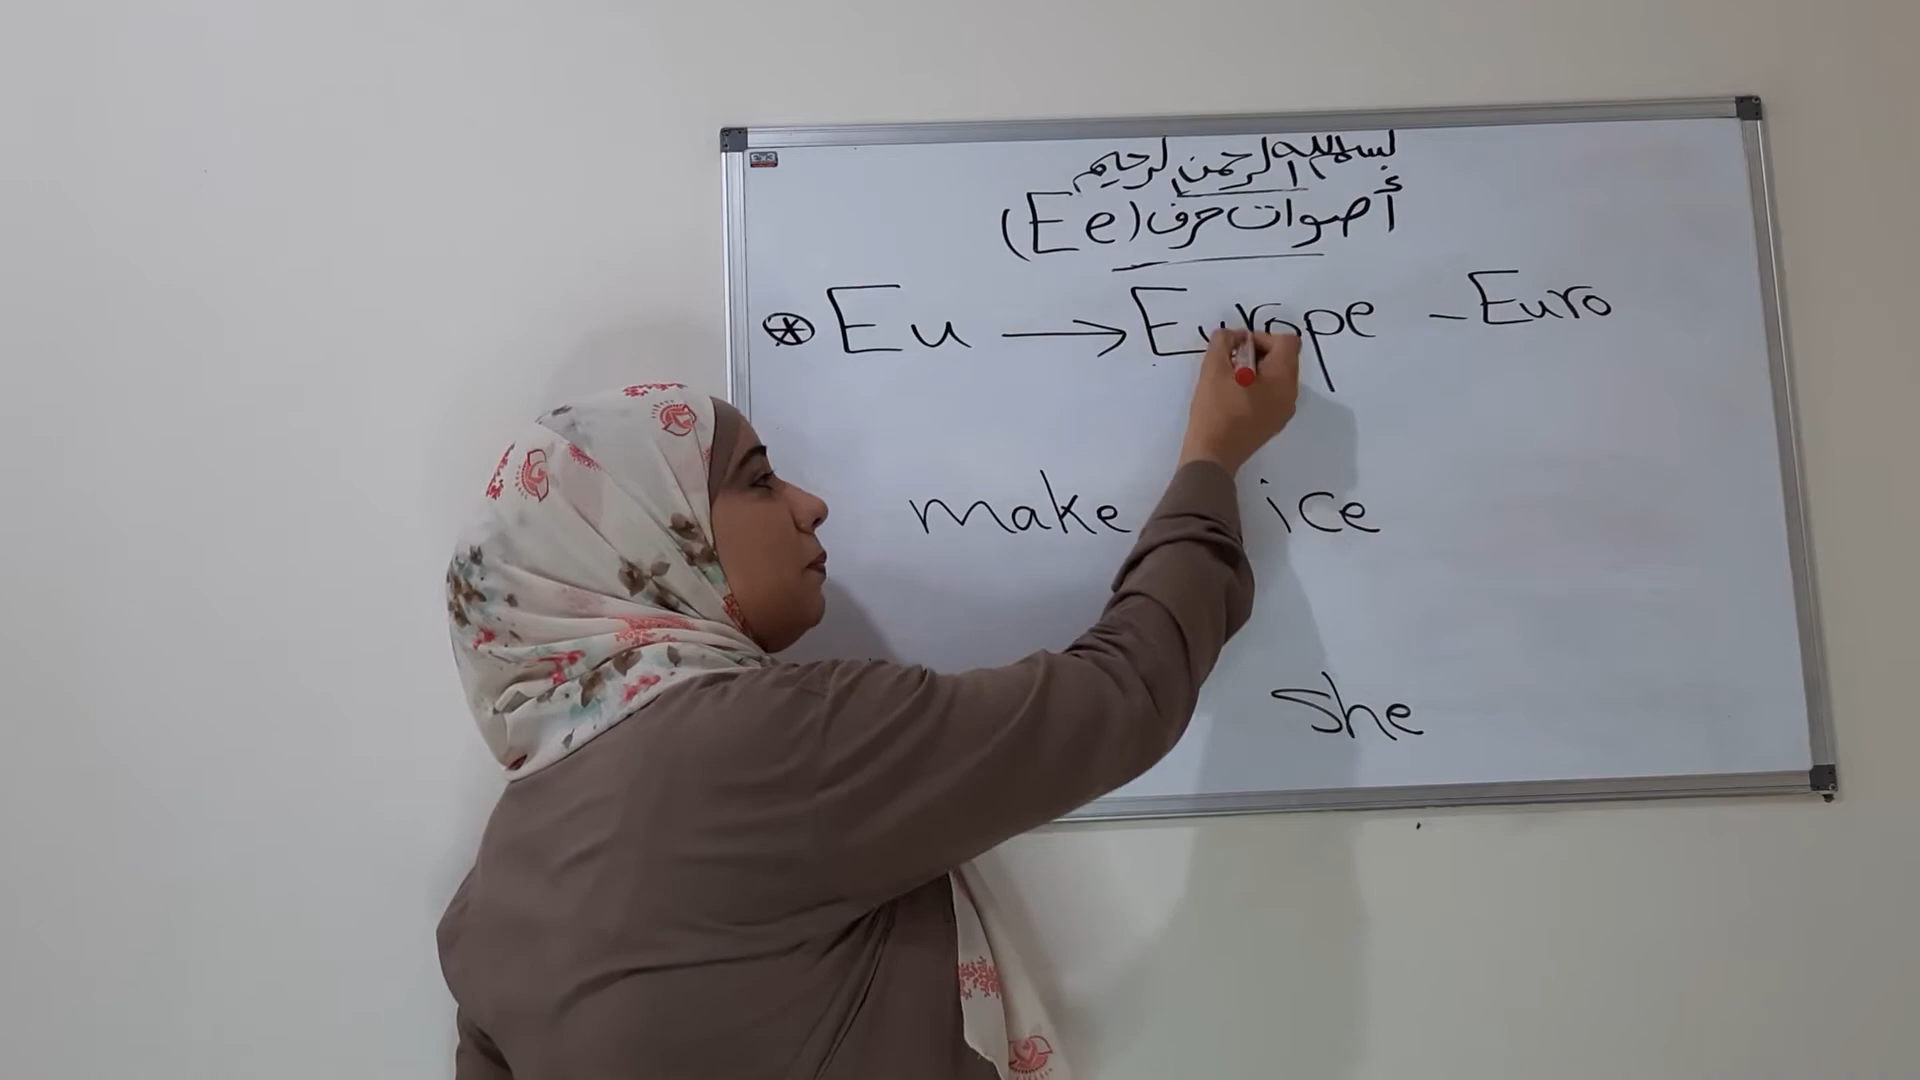 بسم الله الرحمن الرحيم
أصوات حرف (Ee)
⊛ Eu → Europe - Euro
make ice
she